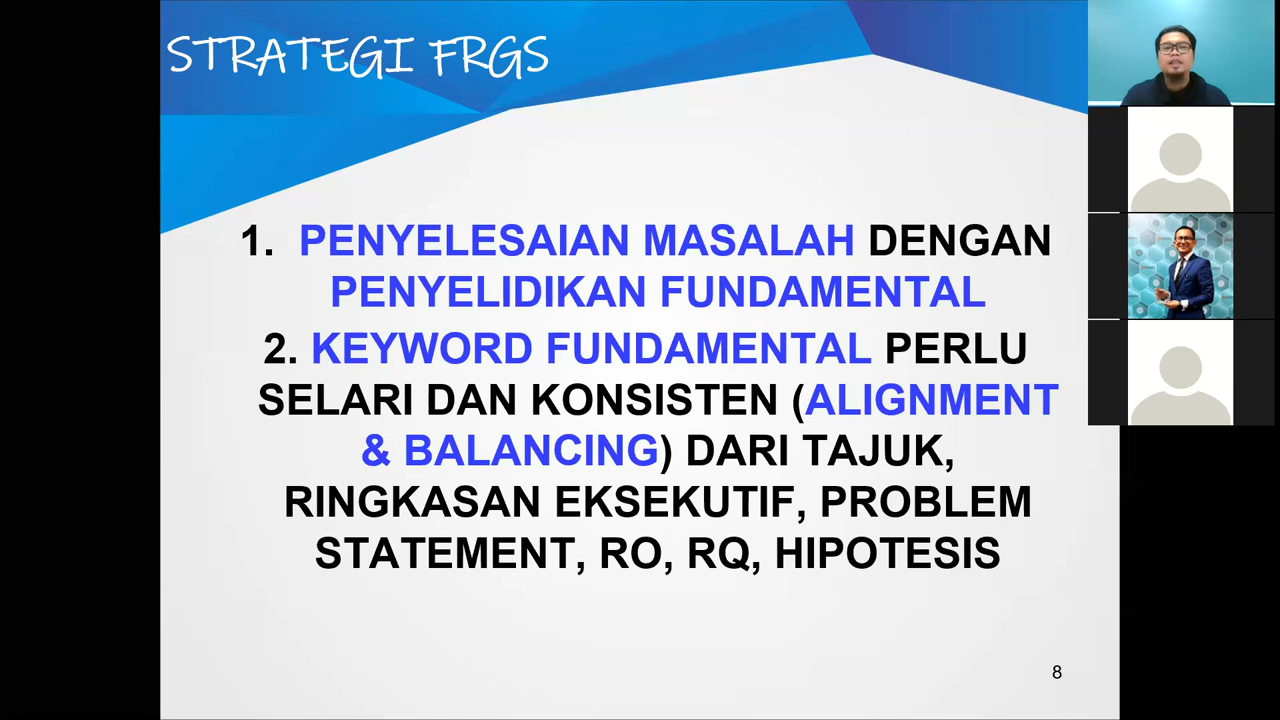 STRATEGI FRGS
1. PENYELESAIAN MASALAH DENGAN
PENYELIDIKAN FUNDAMENTAL
2. KEYWORD FUNDAMENTAL PERLU
SELARI DAN KONSISTEN (ALIGNMENT
& BALANCING) DARI TAJUK,
RINGKASAN EKSEKUTIF, PROBLEM
STATEMENT, RO, RQ, HIPOTESIS
8